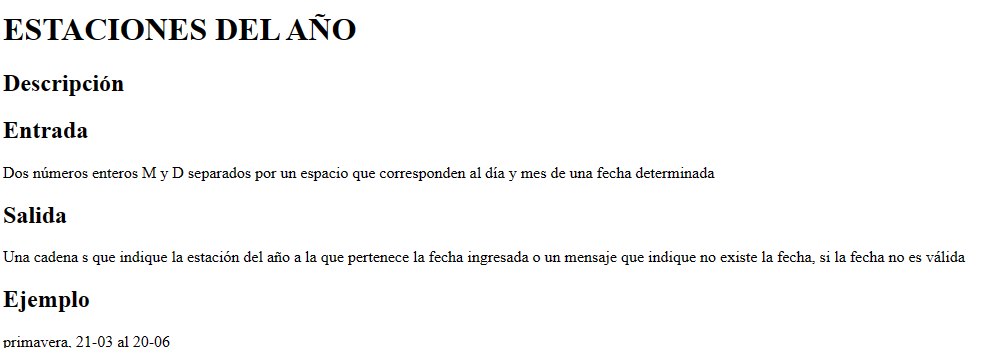 ESTACIONES DEL AÑO
Descripción
Entrada
Dos números enteros M y D separados por un espacio que corresponden al día y mes de una fecha determinada
Salida
Una cadena s que indique la estación del año a la que pertenece la fecha ingresada o un mensaje que indique no existe la fecha, si la fecha no es válida
Ejemplo
primavera, 21-03 al 20-06